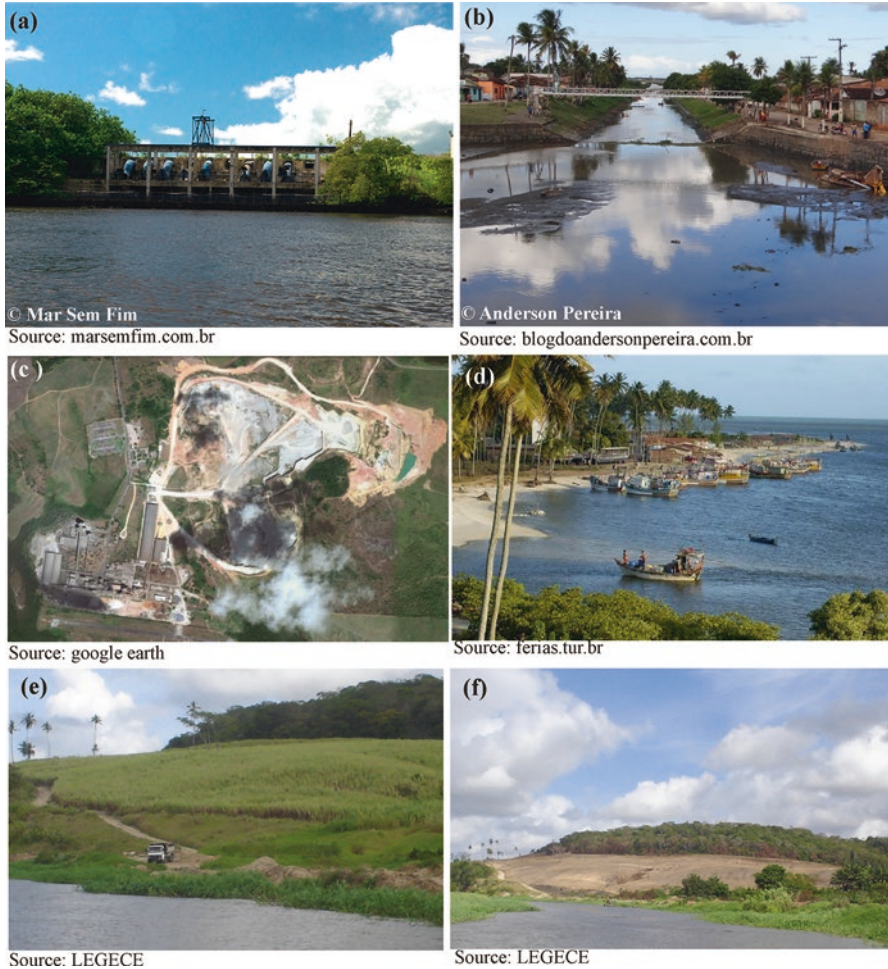 (a)
(b)
© Mar Sem Fim
© Anderson Pereira
Source: marsemfim.com.br
Source: blogdoandersonpereira.com.br
(c )
(d)
Source: google earth
Source: ferias.tur.br
(e)
(f)
Source: LEGECE
Source: LEGECE